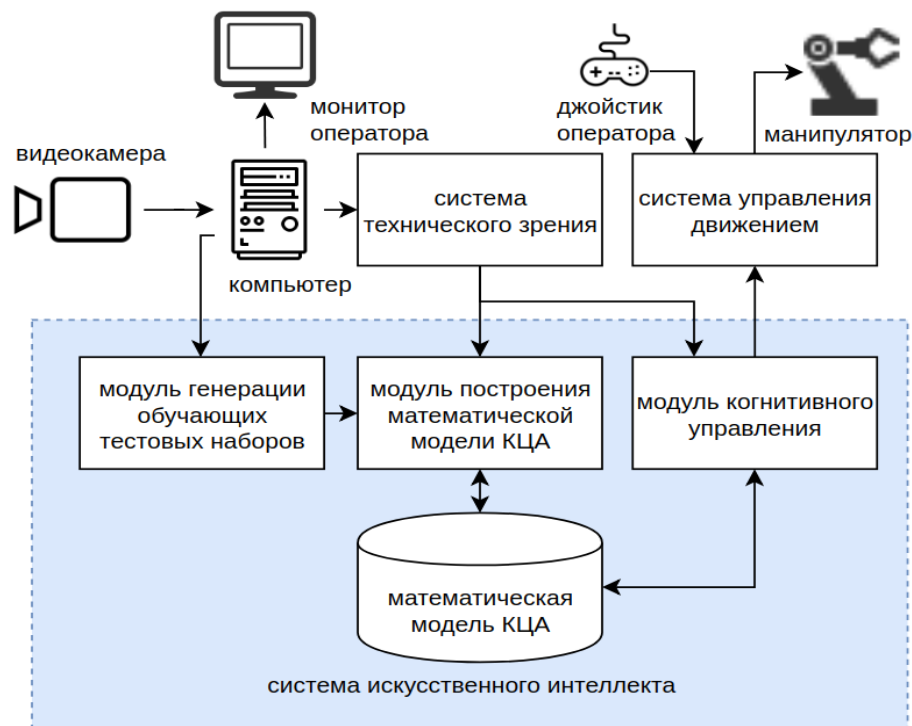 монитор
оператора
джойстик
оператора
манипулятор
видеокамера
система
технического зрения
система управления
движением
компьютер
модуль генерации
обучающих
тестовых наборов
модуль построения
математической
модели КЦА
модуль когнитивного
управления
математическая
модель КЦА
система искусственного интеллекта